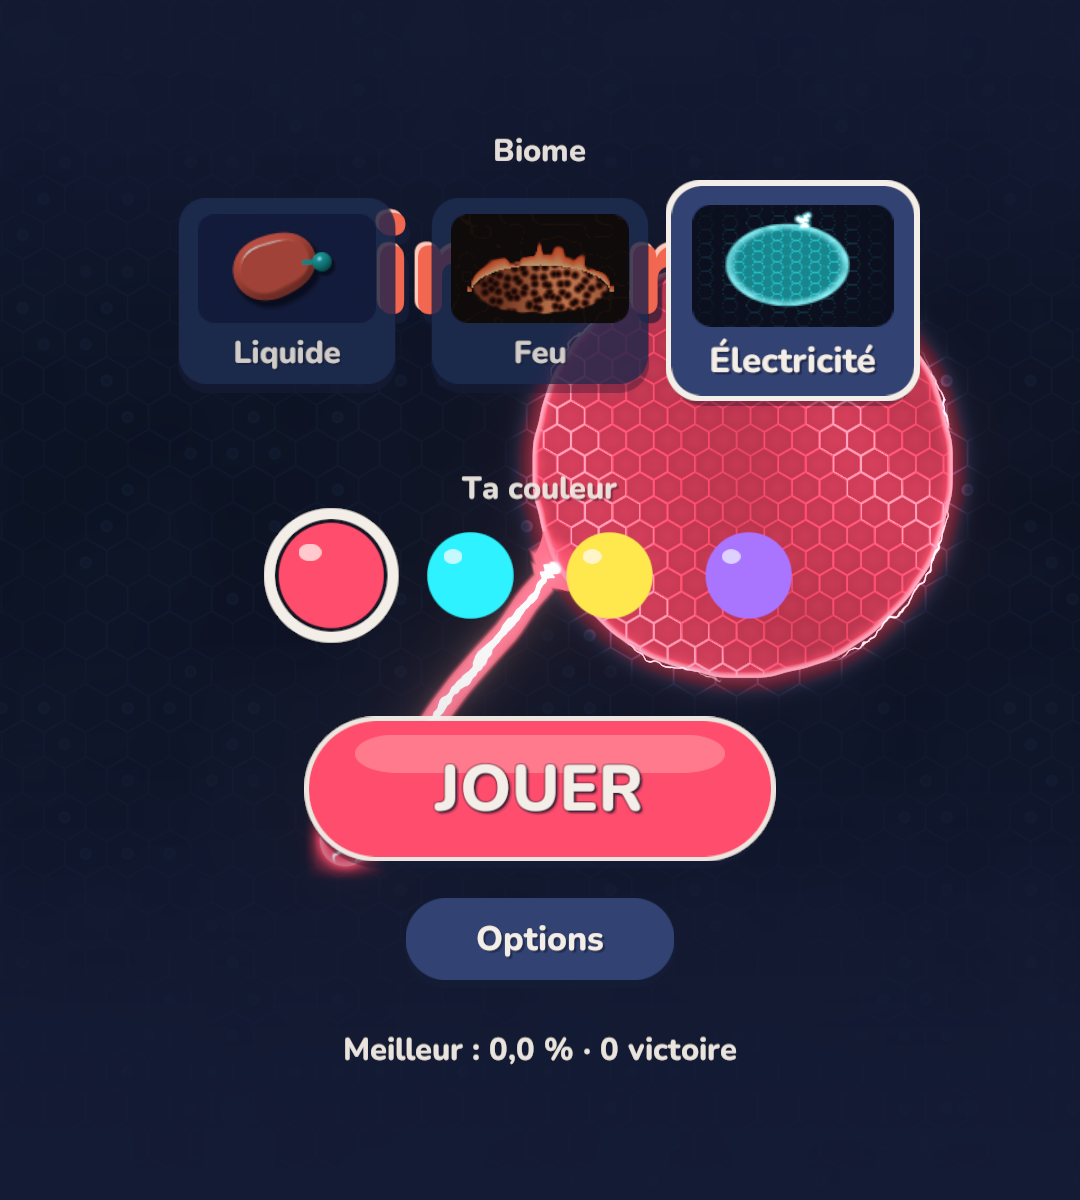 Biome
Liquide
Feu
Électricité
Ta couleur
JOUER
Options
Meilleur : 0,0 % · 0 victoire